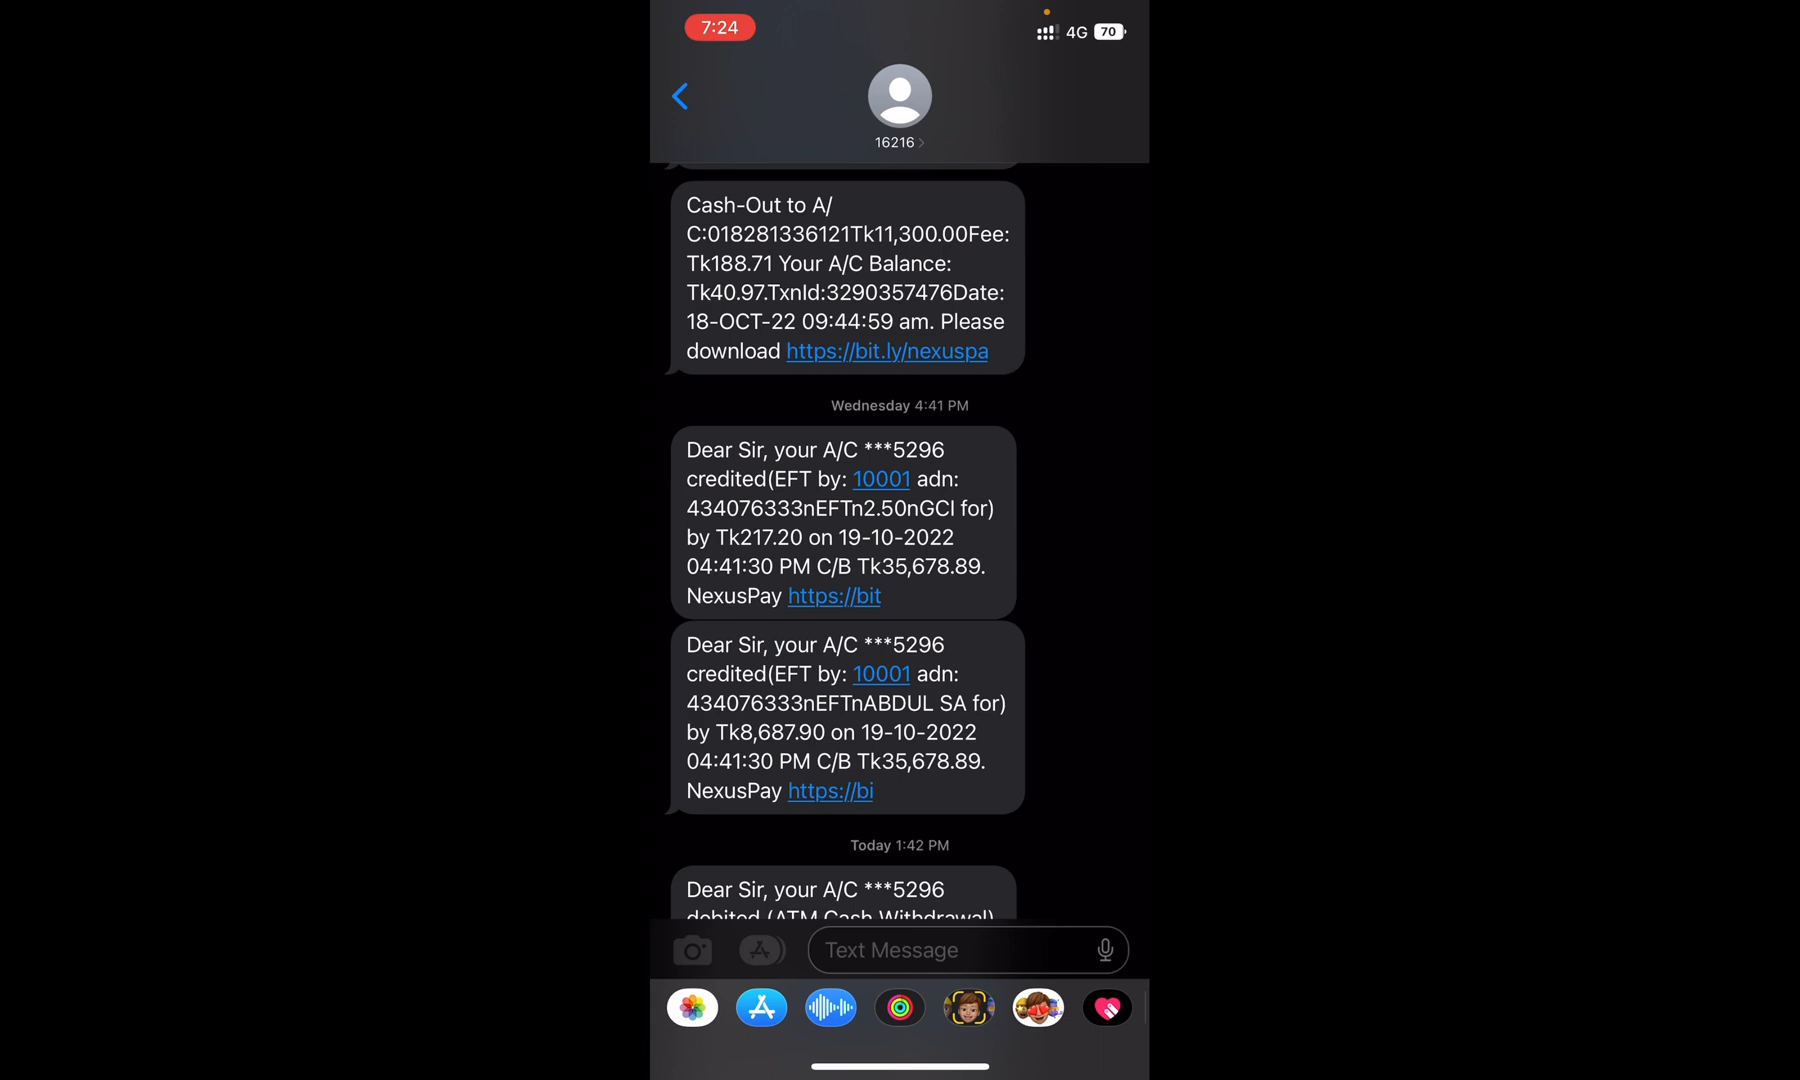 7:24
4G 70
16216
Cash-Out to A/
C:018281336121Tk11,300.00Fee:
Tk188.71 Your A/C Balance:
Tk40.97.TxnId:3290357476Date:
18-OCT-22 09:44:59 am. Please
download https://bit.ly/nexuspa
Wednesday 4:41 PM
Dear Sir, your A/C ***5296
credited(EFT by: 10001 adn:
434076333nEFTn2.50nGCI for)
by Tk217.20 on 19-10-2022
04:41:30 PM C/B Tk35,678.89.
NexusPay https://bit
Dear Sir, your A/C ***5296
credited(EFT by: 10001 adn:
434076333nEFTnABDUL SA for)
by Tk8,687.90 on 19-10-2022
04:41:30 PM C/B Tk35,678.89.
NexusPay https://bi
Today 1:42 PM
Dear Sir, your A/C ***5296
debited (ATM Cash Withdrawal)
Text Message